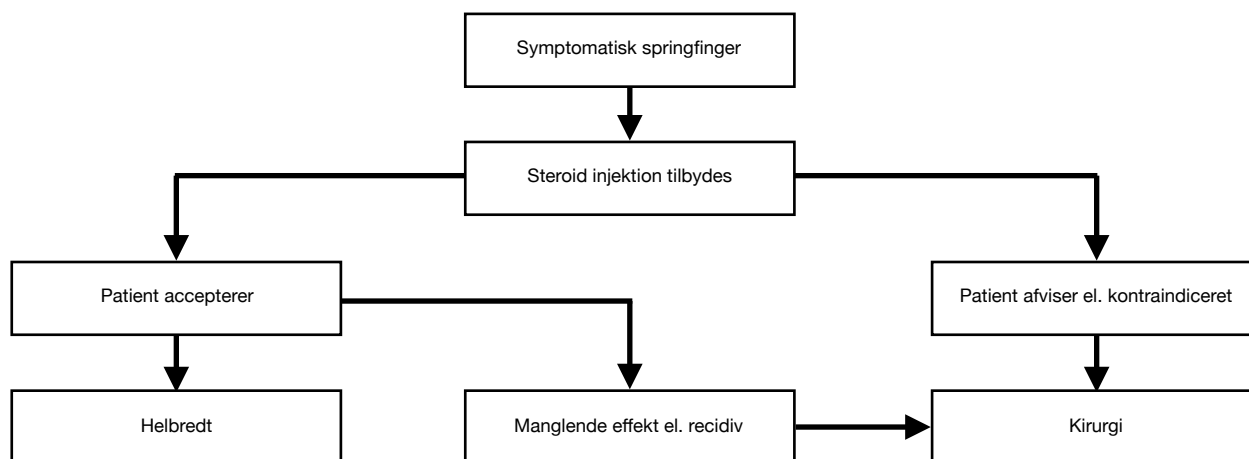 Symptomatisk springfinger
Steroid injektion tilbydes
Patient accepterer
Patient afviser el. kontraindiceret
Helbredt
Manglende effekt el. recidiv
Kirurgi